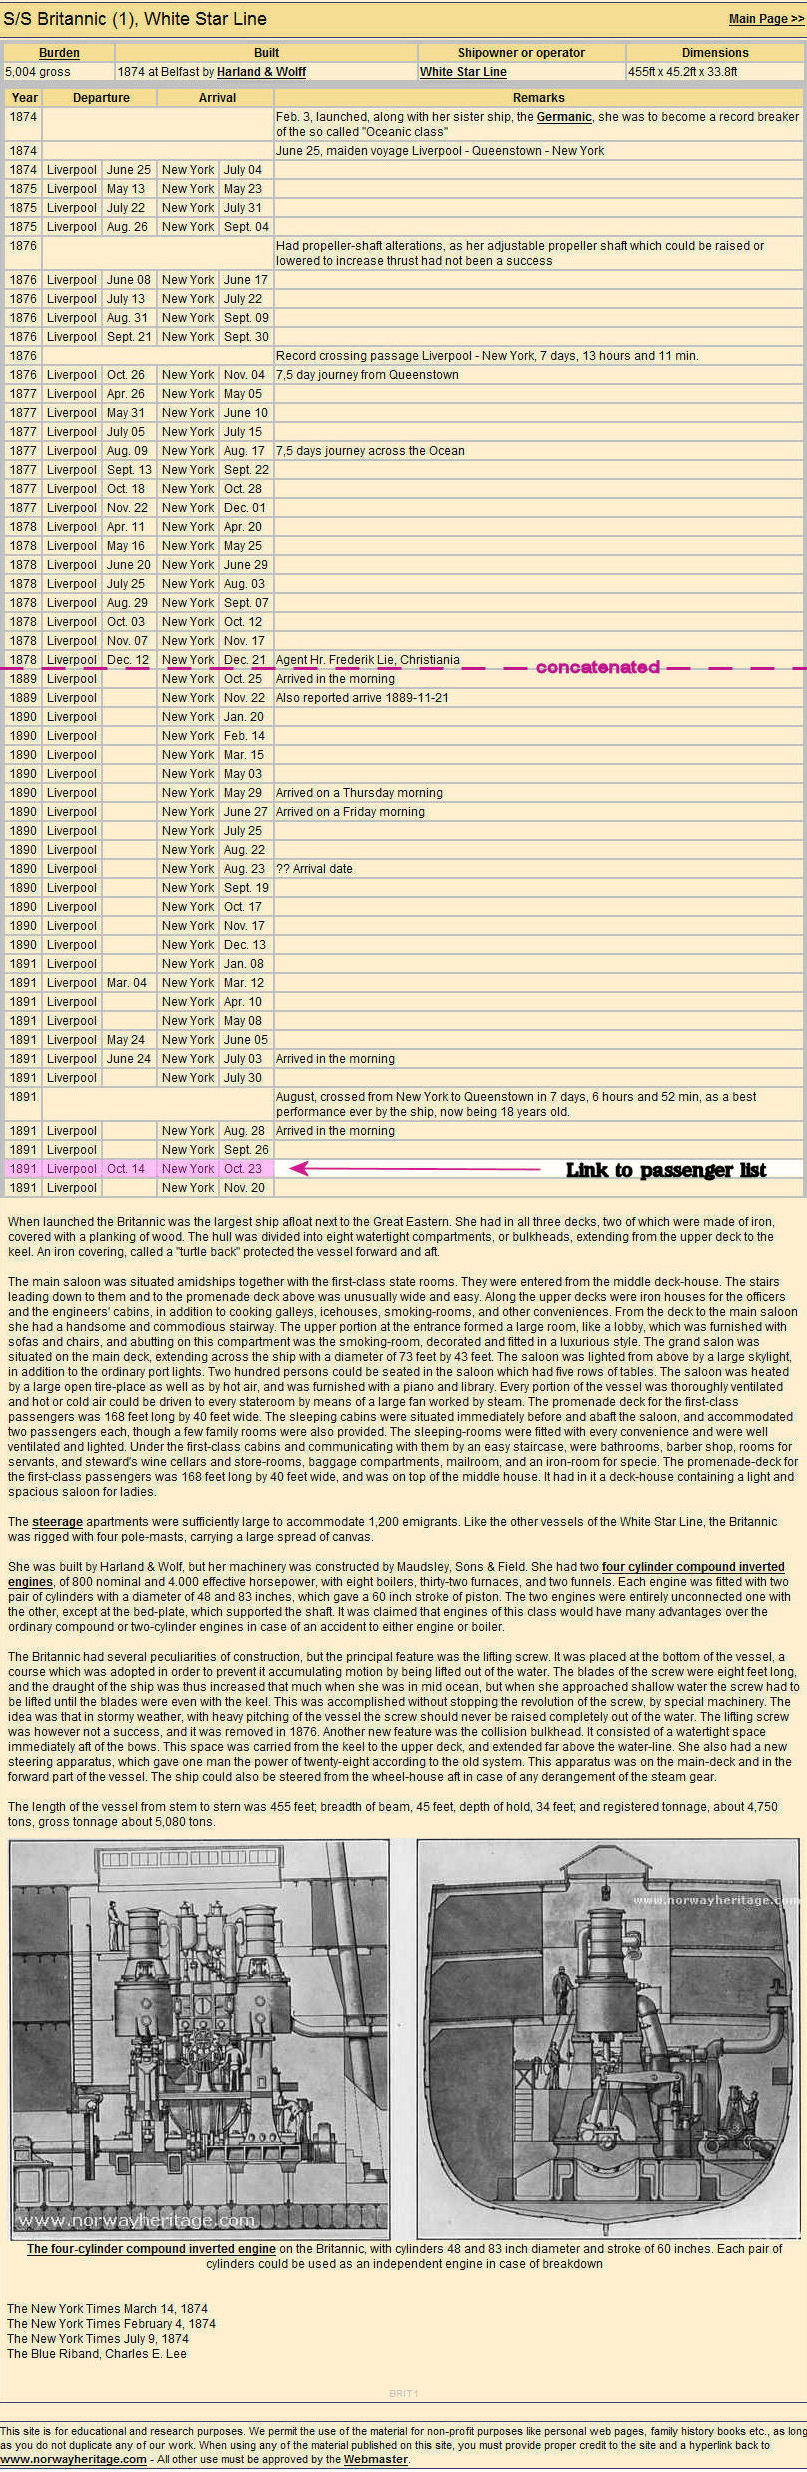 S/S Britannic (1), White Star Line Main Page >>
Burden Built Shipowner or operator Dimensions
5,004 gross 1874 at Belfast by Harland & Wolff White Star Line 455ft x 45.2ft x 33.8ft
Year Departure Arrival Remarks
1874 Feb. 3, launched, along with her sister ship, the Germanic, she was to become a record breaker
of the so called "Oceanic class"
1874 June 25, maiden voyage Liverpool - Queenstown - New York
1874 Liverpool June 25 New York July 04
1875 Liverpool May 13 New York May 23
1875 Liverpool July 22 New York July 31
1875 Liverpool Aug. 26 New York Sept. 04
1876 Had propeller-shaft alterations, as her adjustable propeller shaft which could be raised or
lowered to increase thrust had not been a success
1876 Liverpool June 08 New York June 17
1876 Liverpool July 13 New York July 22
1876 Liverpool Aug. 31 New York Sept. 09
1876 Liverpool Sept. 21 New York Sept. 30
1876 Record crossing passage Liverpool - New York, 7 days, 13 hours and 11 min.
1876 Liverpool Oct. 26 New York Nov. 04 7,5 day journey from Queenstown
1877 Liverpool Apr. 26 New York May 05
1877 Liverpool May 31 New York June 10
1877 Liverpool July 05 New York July 15
1877 Liverpool Aug. 09 New York Aug. 17 7,5 days journey across the Ocean
1877 Liverpool Sept. 13 New York Sept. 22
1877 Liverpool Oct. 18 New York Oct. 28
1877 Liverpool Nov. 22 New York Dec. 01
1878 Liverpool Apr. 11 New York Apr. 20
1878 Liverpool May 16 New York May 25
1878 Liverpool June 20 New York June 29
1878 Liverpool July 25 New York Aug. 03
1878 Liverpool Aug. 29 New York Sept. 07
1878 Liverpool Oct. 03 New York Oct. 12
1878 Liverpool Nov. 07 New York Nov. 17
1878 Liverpool Dec. 12 New York Dec. 21 Agent Hr. Frederik Lie, Christiania
concatenated
1889 Liverpool New York Oct. 25 Arrived in the morning
1889 Liverpool New York Nov. 22 Also reported arrive 1889-11-21
1890 Liverpool New York Jan. 20
1890 Liverpool New York Feb. 14
1890 Liverpool New York Mar. 15
1890 Liverpool New York May 03
1890 Liverpool New York May 29 Arrived on a Thursday morning
1890 Liverpool New York June 27 Arrived on a Friday morning
1890 Liverpool New York July 25
1890 Liverpool New York Aug. 22
1890 Liverpool New York Aug. 23 ?? Arrival date
1890 Liverpool New York Sept. 19
1890 Liverpool New York Oct. 17
1890 Liverpool New York Nov. 17
1890 Liverpool New York Dec. 13
1891 Liverpool New York Jan. 08
1891 Liverpool Mar. 04 New York Mar. 12
1891 Liverpool New York Apr. 10
1891 Liverpool New York May 08
1891 Liverpool May 24 New York June 05
1891 Liverpool June 24 New York July 03 Arrived in the morning
1891 Liverpool New York July 30
1891 August, crossed from New York to Queenstown in 7 days, 6 hours and 52 min, as a best
performance ever by the ship, now being 18 years old.
1891 Liverpool New York Aug. 28 Arrived in the morning
1891 Liverpool New York Sept. 26
1891 Liverpool Oct. 14 New York Oct. 23 Link to passenger list
1891 Liverpool New York Nov. 20
When launched the Britannic was the largest ship afloat next to the Great Eastern. She had in all three decks, two of which were made of iron,
covered with a planking of wood. The hull was divided into eight watertight compartments, or bulkheads, extending from the upper deck to the
keel. An iron covering, called a "turtle back" protected the vessel forward and aft.
The main saloon was situated amidships together with the first-class state rooms. They were entered from the middle deck-house. The stairs
leading down to them and to the promenade deck above was unusually wide and easy. Along the upper decks were iron houses for the officers
and the engineers' cabins, in addition to cooking galleys, icehouses, smoking-rooms, and other conveniences. From the deck to the main saloon
she had a handsome and commodious stairway. The upper portion at the entrance formed a large room, like a lobby, which was furnished with
sofas and chairs, and abutting on this compartment was the smoking-room, decorated and fitted in a luxurious style. The grand salon was
situated on the main deck, extending across the ship with a diameter of 73 feet by 43 feet. The saloon was lighted from above by a large skylight,
in addition to the ordinary port lights. Two hundred persons could be seated in the saloon which had five rows of tables. The saloon was heated
by a large open tire-place as well as by hot air, and was furnished with a piano and library. Every portion of the vessel was thoroughly ventilated
and hot or cold air could be driven to every stateroom by means of a large fan worked by steam. The promenade deck for the first-class
passengers was 168 feet long by 40 feet wide. The sleeping cabins were situated immediately before and abaft the saloon, and accommodated
two passengers each, though a few family rooms were also provided. The sleeping-rooms were fitted with every convenience and were well
ventilated and lighted. Under the first-class cabins and communicating with them by an easy staircase, were bathrooms, barber shop, rooms for
servants, and steward's wine cellars and store-rooms, baggage compartments, mailroom, and an iron-room for specie. The promenade-deck for
the first-class passengers was 168 feet long by 40 feet wide, and was on top of the middle house. It had in it a deck-house containing a light and
spacious saloon for ladies.
The steerage apartments were sufficiently large to accommodate 1,200 emigrants. Like the other vessels of the White Star Line, the Britannic
was rigged with four pole-masts, carrying a large spread of canvas.
She was built by Harland & Wolf, but her machinery was constructed by Maudsley, Sons & Field. She had two four cylinder compound inverted
engines, of 800 nominal and 4.000 effective horsepower, with eight boilers, thirty-two furnaces, and two funnels. Each engine was fitted with two
pair of cylinders with a diameter of 48 and 83 inches, which gave a 60 inch stroke of piston. The two engines were entirely unconnected one with
the other, except at the bed-plate, which supported the shaft. It was claimed that engines of this class would have many advantages over the
ordinary compound or two-cylinder engines in case of an accident to either engine or boiler.
The Britannic had several peculiarities of construction, but the principal feature was the lifting screw. It was placed at the bottom of the vessel, a
course which was adopted in order to prevent it accumulating motion by being lifted out of the water. The blades of the screw were eight feet long,
and the draught of the ship was thus increased that much when she was in mid ocean, but when she approached shallow water the screw had to
be lifted until the blades were even with the keel. This was accomplished without stopping the revolution of the screw, by special machinery. The
idea was that in stormy weather, with heavy pitching of the vessel the screw should never be raised completely out of the water. The lifting screw
was however not a success, and it was removed in 1876. Another new feature was the collision bulkhead. It consisted of a watertight space
immediately aft of the bows. This space was carried from the keel to the upper deck, and extended far above the water-line. She also had a new
steering apparatus, which gave one man the power of twenty-eight according to the old system. This apparatus was on the main-deck and in the
forward part of the vessel. The ship could also be steered from the wheel-house aft in case of any derangement of the steam gear.
The length of the vessel from stem to stern was 455 feet; breadth of beam, 45 feet, depth of hold, 34 feet; and registered tonnage, about 4,750
tons, gross tonnage about 5,080 tons.
www.norwayheritage.com
www.norwayheritage.com
The four-cylinder compound inverted engine on the Britannic, with cylinders 48 and 83 inch diameter and stroke of 60 inches. Each pair of
cylinders could be used as an independent engine in case of breakdown
The New York Times March 14, 1874
The New York Times February 4, 1874
The New York Times July 9, 1874
The Blue Riband, Charles E. Lee
BRIT1
This site is for educational and research purposes. We permit the use of the material for non-profit purposes like personal web pages, family history books etc., as long
as you do not duplicate any of our work. When using any of the material published on this site, you must provide proper credit to the site and a hyperlink back to
www.norwayheritage.com - All other use must be approved by the Webmaster.